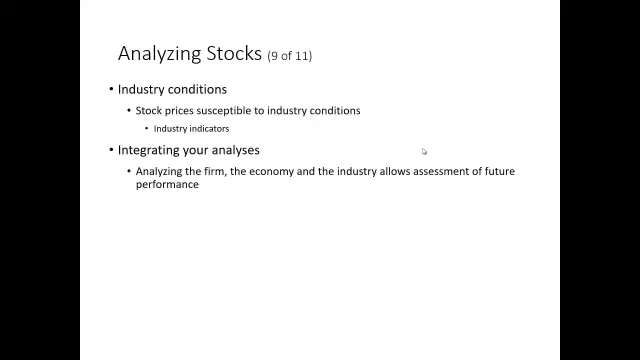 Analyzing Stocks (9 of 11)
• Industry conditions
• Stock prices susceptible to industry conditions
• Industry indicators
• Integrating your analyses
• Analyzing the firm, the economy and the industry allows assessment of future
performance